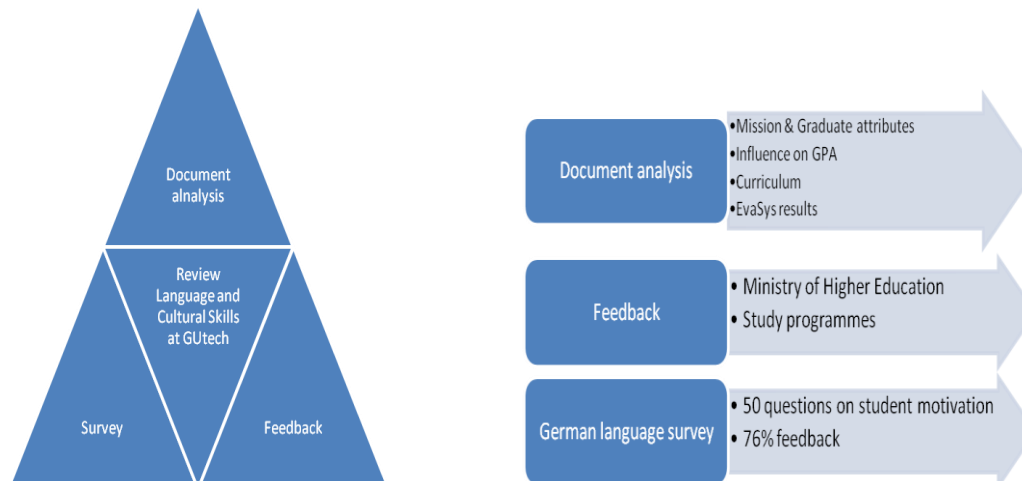 Document
alnalysis
Review
Language and
Cultural Skills
at GUtech
Survey
Feedback
Document analysis
•Mission & Graduate attributes
•Influence on GPA
•Curriculum
•EvaSys results
Feedback
• Ministry of Higher Education
• Study programmes
German language survey
• 50 questions on student motivation
• 76% feedback